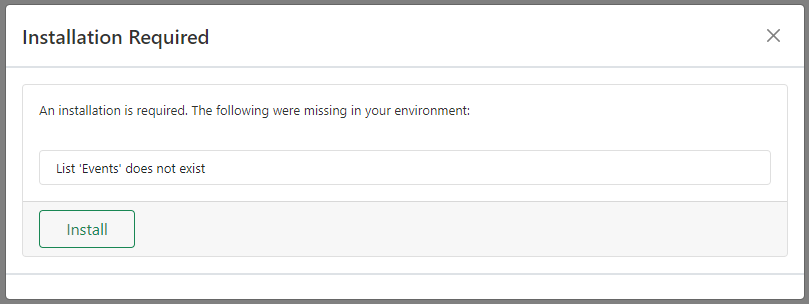 Installation Required
An installation is required. The following were missing in your environment:
List 'Events' does not exist
Install